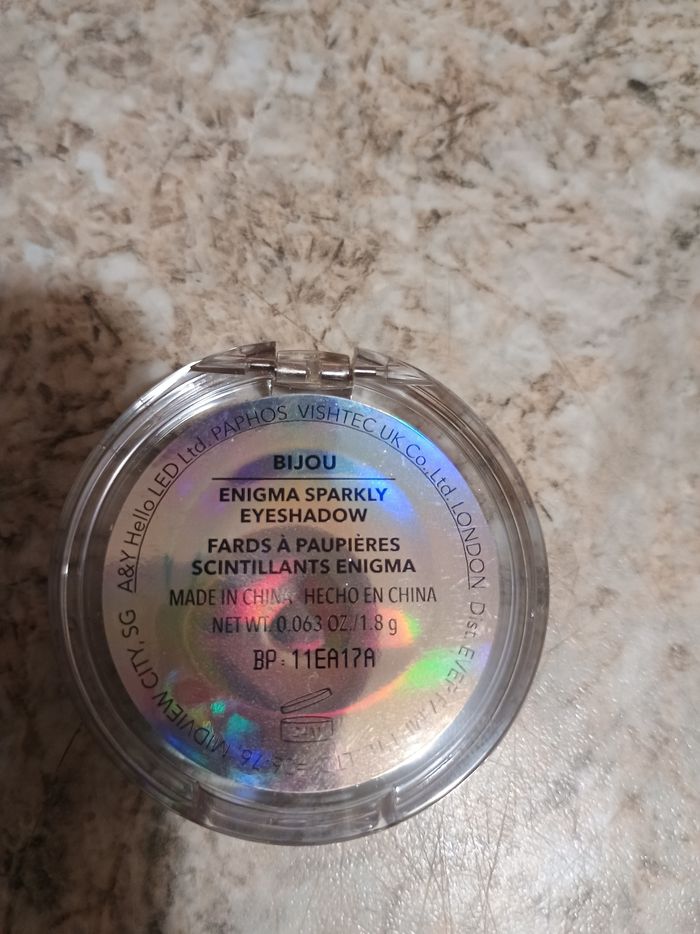 A&Y Hello LED Ltd. PAPHOS VISHTEC UK Co., Ltd. LONDON Dist.
MIDVIEW CITY, SG
BIJOU
ENIGMA SPARKLY
EYESHADOW
FARDS À PAUPIÈRES
SCINTILLANTS ENIGMA
MADE IN CHINA HECHO EN CHINA
NET WT. 0.063 OZ./1.8 g
BP: 11EA17A